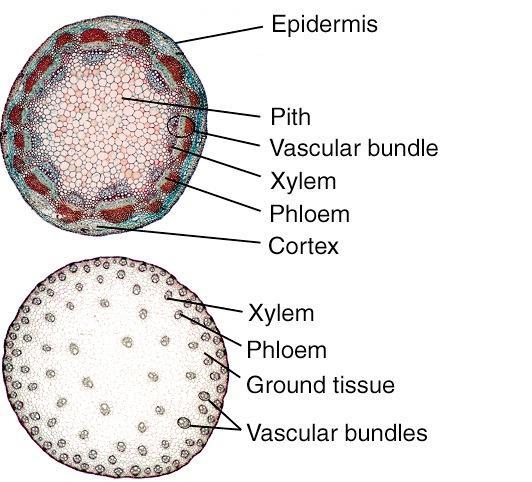 Epidermis
Pith
Vascular bundle
Xylem
Phloem
Cortex
Xylem
Phloem
Ground tissue
Vascular bundles